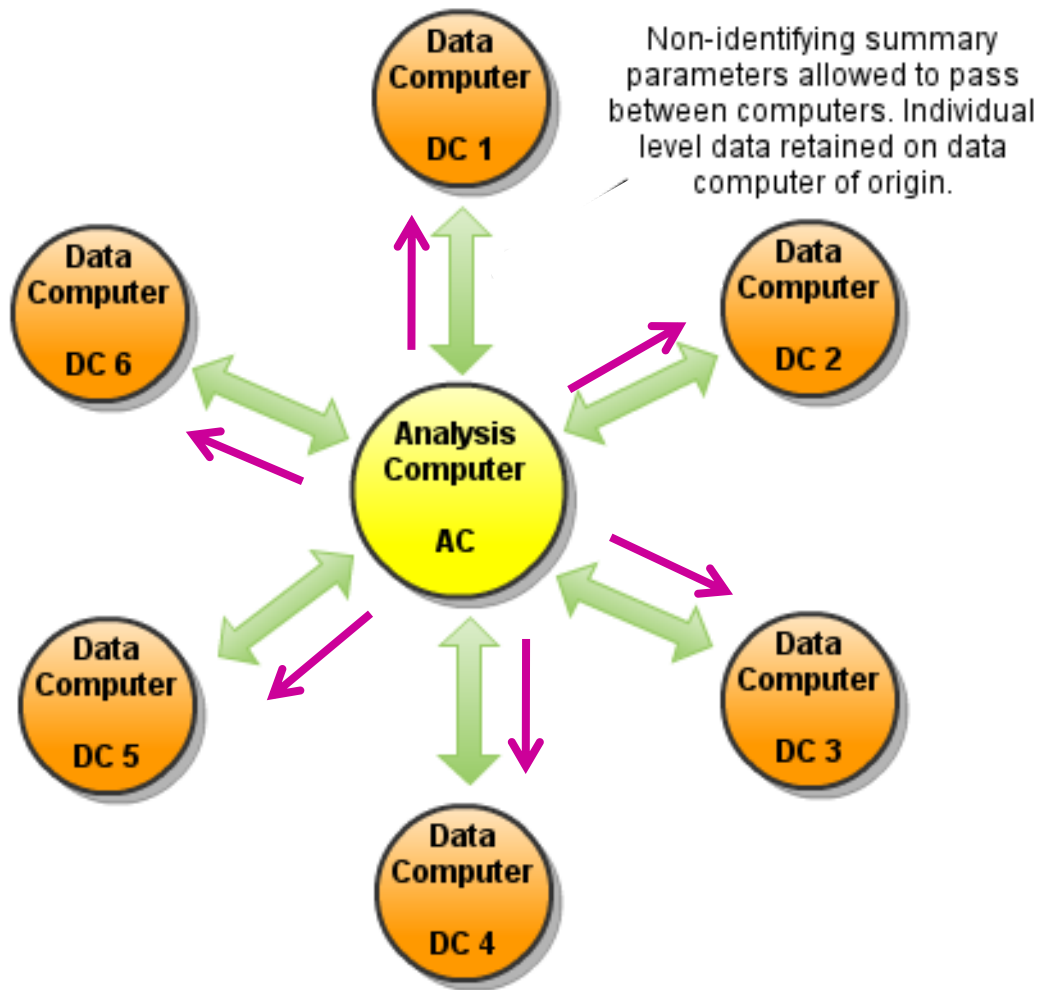 Data
Computer
DC 1
Non-identifying summary
parameters allowed to pass
between computers. Individual
level data retained on data
computer of origin.
Data
Computer
DC 6
Data
Computer
DC 2
Analysis
Computer
AC
Data
Computer
DC 5
Data
Computer
DC 3
Data
Computer
DC 4